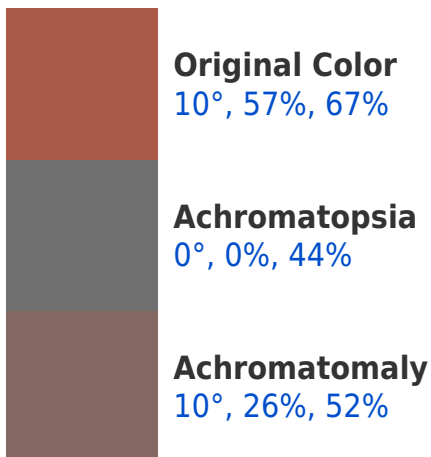 Original Color
10°, 57%, 67%
Achromatopsia
0°, 0%, 44%
Achromatomaly
10°, 26%, 52%